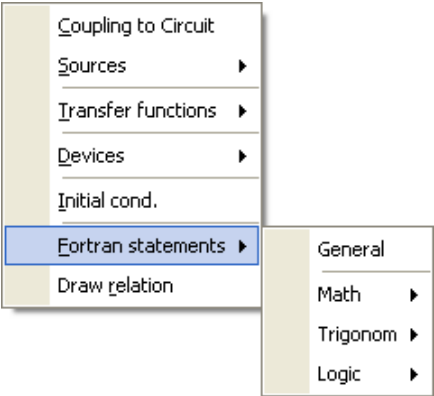 Coupling to Circuit
Sources
Transfer functions
Devices
Initial cond.
Fortran statements
Draw relation
General
Math
Trigonom
Logic